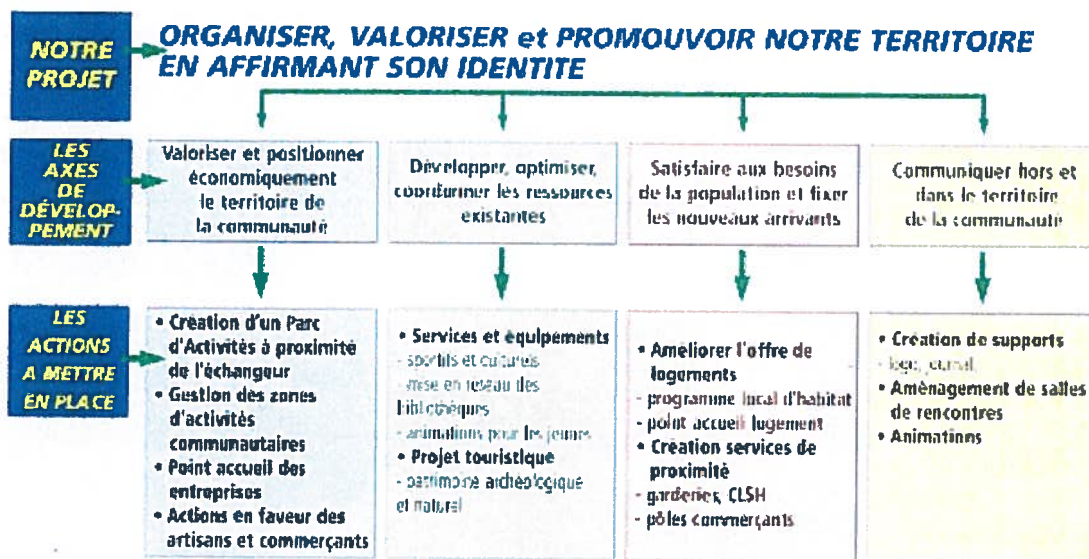 NOTRE
PROJET
ORGANISER, VALORISER et PROMOUVOIR NOTRE TERRITOIRE
EN AFFIRMANT SON IDENTITE
LES
AXES
DE
DÉVELOP-
PEMENT
Valoriser et positionner
économiquement
le territoire de
la communauté
Développer, optimiser,
coordonner les ressources
existantes
Satisfaire aux besoins
de la population et fixer
les nouveaux arrivants
Communiquer hors et
dans le territoire
de la communauté
LES
ACTIONS
A METTRE
EN PLACE
• Création d'un Parc
d'Activités à proximité
de l'échangeur
• Gestion des zones
d'activités
communautaires
• Point accueil des
entreprises
• Actions en faveur des
artisans et commerçants
• Services et équipements
- sportifs et culturels
- mise en réseau des
bibliothèques
- animations pour les jeunes
• Projet touristique
- patrimoine archéologique
et naturel
• Améliorer l'offre de
logements
- programme local d'habitat
- point accueil logement
• Création services de
proximité
- garderies, CLSH
- pôles commerçants
• Création de supports
- logo, journal
• Aménagement de salles
de rencontres
• Animations